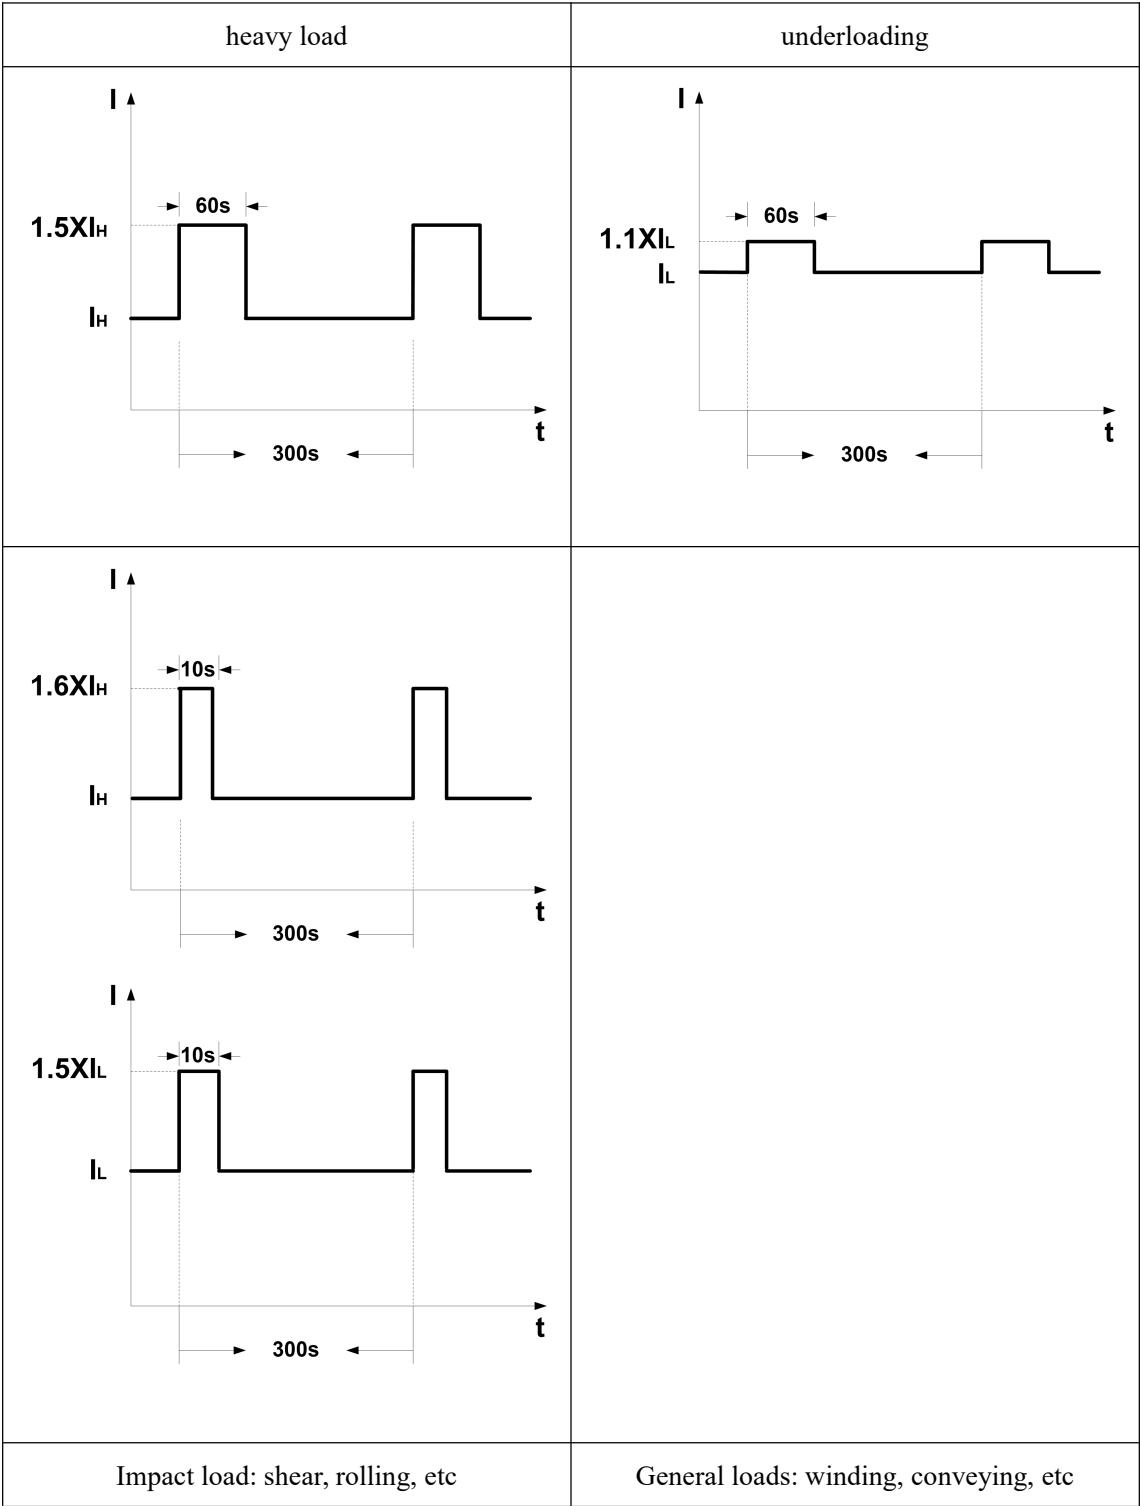 heavy load
underloading
I
60s
1.5XIH
IH
t
300s
I
60s
1.1XIL
IL
t
300s
I
10s
1.6XIH
IH
t
300s
I
10s
1.5XIL
IL
t
300s
Impact load: shear, rolling, etc
General loads: winding, conveying, etc